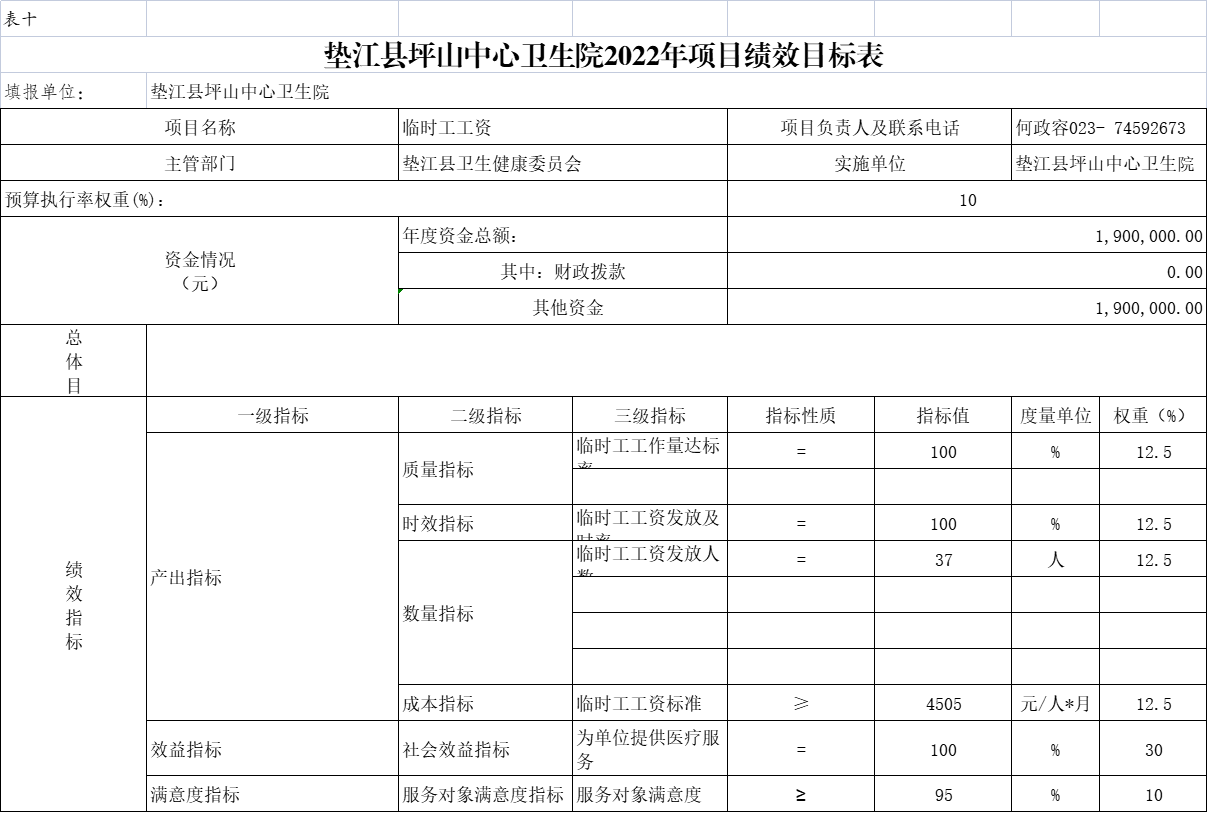 表十
垫江县坪山中心卫生院2022年项目绩效目标表
填报单位： 垫江县坪山中心卫生院
项目名称 临时工工资 项目负责人及联系电话 何政容023- 74592673
主管部门 垫江县卫生健康委员会 实施单位 垫江县坪山中心卫生院
预算执行率权重(%)： 10
资金情况
（元）
年度资金总额： 1,900,000.00
其中：财政拨款 0.00
其他资金 1,900,000.00
总
体
目
绩
效
指
标
一级指标 二级指标 三级指标 指标性质 指标值 度量单位 权重（%）
产出指标 质量指标 临时工工作量达标
率 = 100 % 12.5
时效指标 临时工工资发放及
时率 = 100 % 12.5
数量指标 临时工工资发放人
数 = 37 人 12.5
成本指标 临时工工资标准 ≥ 4505 元/人*月 12.5
效益指标 社会效益指标 为单位提供医疗服
务 = 100 % 30
满意度指标 服务对象满意度指标 服务对象满意度 ≥ 95 % 10